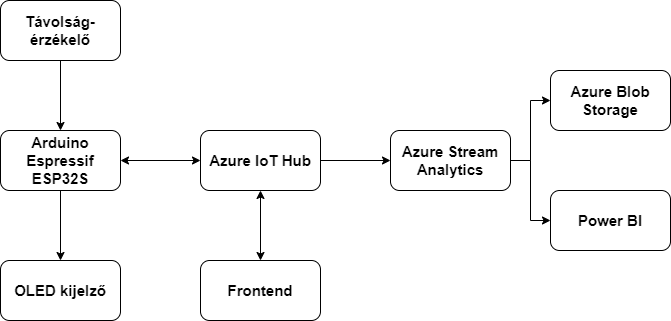 Távolság-
érzékelő
Azure Blob
Storage
Arduino
Espressif
ESP32S
Azure IoT Hub
Azure Stream
Analytics
Power BI
OLED kijelző
Frontend